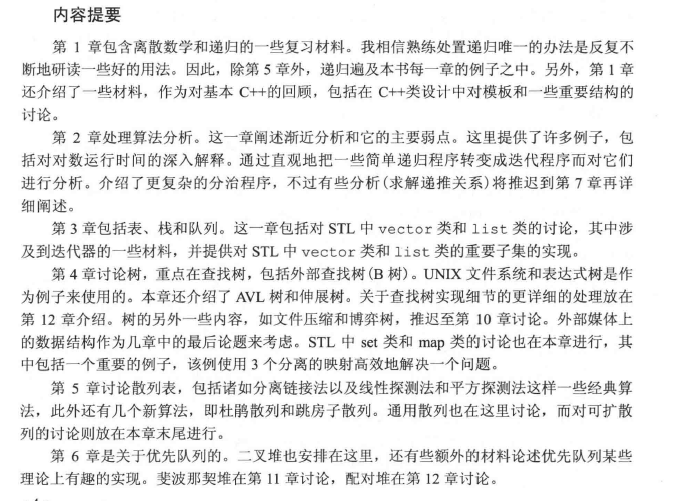 内容提要
第 1 章包含离散数学和递归的一些复习材料。我相信熟练处置递归唯一的办法是反复不
断地研读一些好的用法。因此，除第 5 章外，递归遍及本书每一章的例子之中。另外，第 1 章
还介绍了一些材料，作为对基本 C++的回顾，包括在 C++类设计中对模板和一些重要结构的
讨论。
第 2 章处理算法分析。这一章阐述渐近分析和它的主要弱点。这里提供了许多例子，包
括对对数运行时间的深入解释。通过直观地把一些简单递归程序转变成迭代程序而对它们
进行分析。介绍了更复杂的分治程序，不过有些分析(求解递推关系)将推迟到第 7 章再详
细阐述。
第 3 章包括表、栈和队列。这一章包括对 STL 中 vector 类和 list 类的讨论，其中涉
及到迭代器的一些材料，并提供对 STL 中 vector 类和 list 类的重要子集的实现。
第 4 章讨论树，重点在查找树，包括外部查找树(B 树)。UNIX 文件系统和表达式树是作
为例子来使用的。本章还介绍了 AVL 树和伸展树。关于查找树实现细节的更详细的处理放在
第 12 章介绍。树的另外一些内容，如文件压缩和博弈树，推迟至第 10 章讨论。外部媒体上
的数据结构作为几章中的最后论题来考虑。STL 中 set 类和 map 类的讨论也在本章进行，其
中包括一个重要的例子，该例使用 3 个分离的映射高效地解决一个问题。
第 5 章讨论散列表，包括诸如分离链接法以及线性探测法和平方探测法这样一些经典算
法，此外还有几个新算法，即杜鹃散列和跳房子散列。通用散列也在这里讨论，而对可扩散
列的讨论则放在本章末尾进行。
第 6 章是关于优先队列的。二叉堆也安排在这里，还有些额外的材料论述优先队列某些
理论上有趣的实现。斐波那契堆在第 11 章讨论，配对堆在第 12 章讨论。